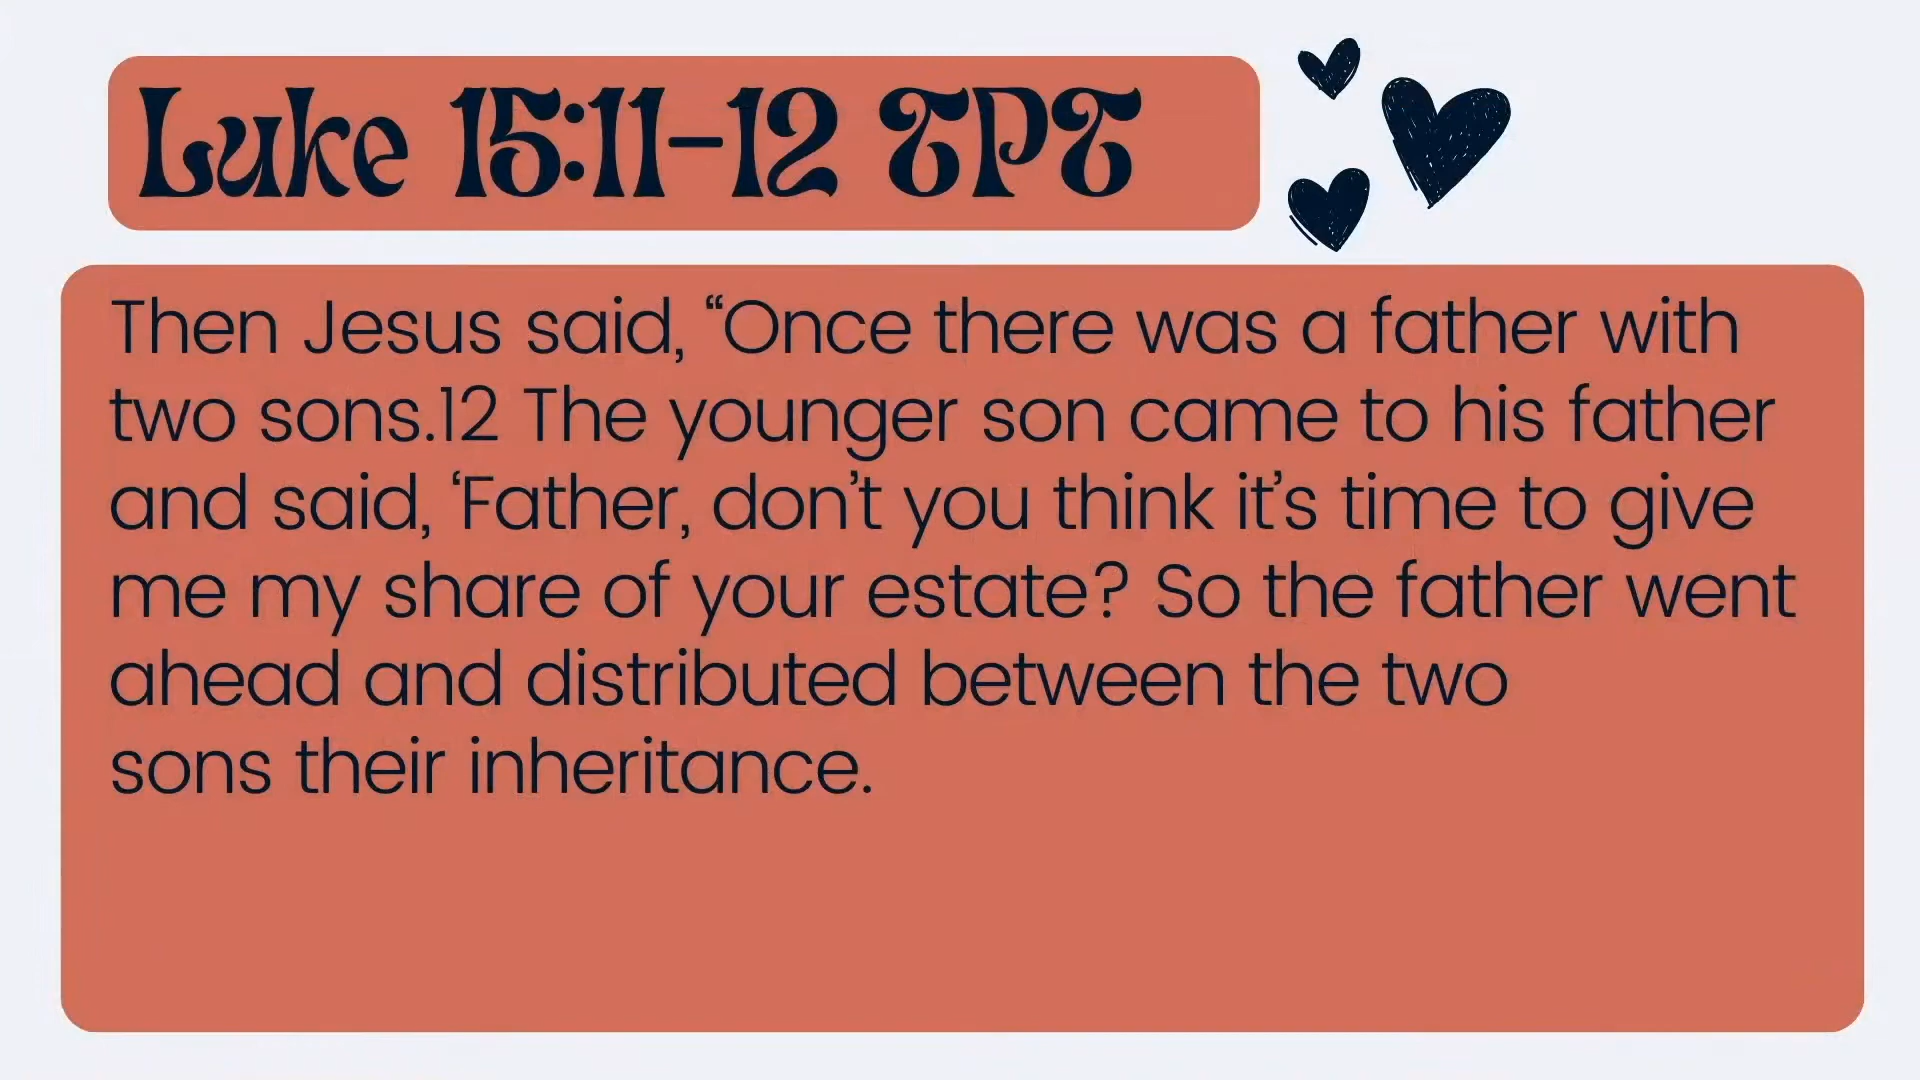 Luke 15:11-12 TPT
Then Jesus said, “Once there was a father with
two sons.12 The younger son came to his father
and said, ‘Father, don’t you think it’s time to give
me my share of your estate? So the father went
ahead and distributed between the two
sons their inheritance.